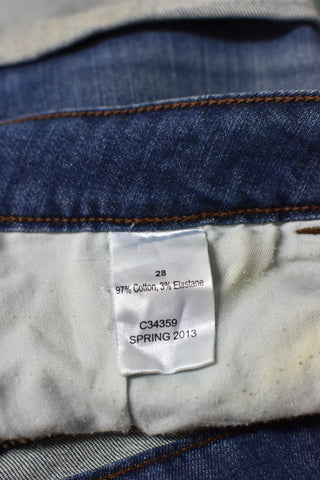 28
97% Cotton, 3% Elastane
C34359
SPRING 2013